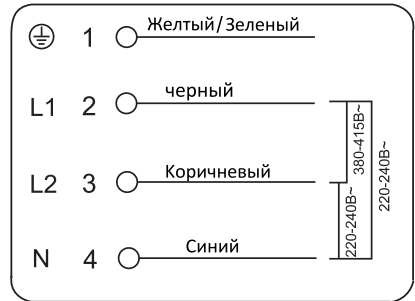 1 Желтый/Зеленый
L1 2 черный
L2 3 Коричневый
N 4 Синий
380-415В~
220-240В~
220-240В~